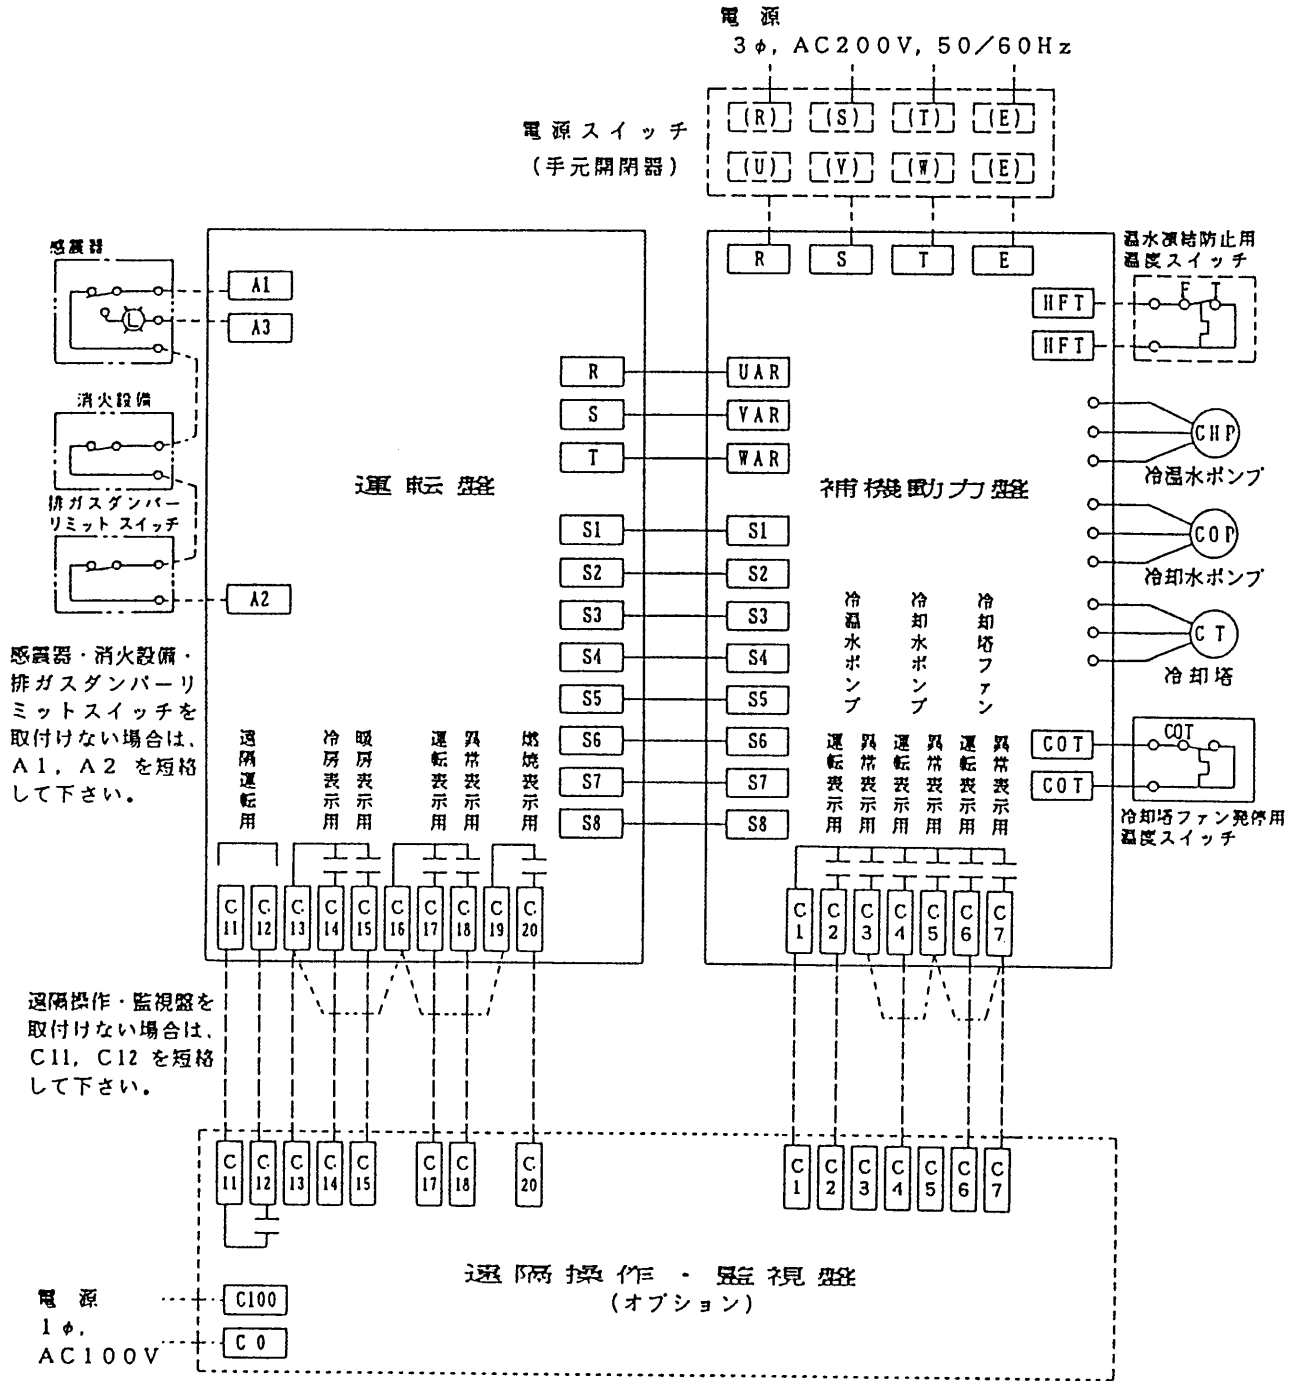 電源
3φ, AC200V, 50/60Hz
電源スイッチ
(手元開閉器)
(R) (S) (T) (E)
(U) (V) (W) (E)
感震器
A1
A3
消火設備
排ガスダンパー
リミットスイッチ
A2
感震器・消火設備・
排ガスダンパーリ
ミットスイッチを
取付けない場合は、
A1, A2 を短格
して下さい。
運転盤
R
S
T
S1
S2
S3
S4
S5
S6
S7
S8
遠隔運転用
冷房表示用
暖房表示用
運転表示用
異常表示用
燃焼表示用
C11 C12 C13 C14 C15 C16 C17 C18 C19 C20
R S T E
UAR
VAR
WAR
補機動力盤
S1
S2
S3
S4
S5
S6
S7
S8
冷温水ポンプ
冷却水ポンプ
冷却塔ファン
運転表示用
異常表示用
運転表示用
異常表示用
運転表示用
異常表示用
C1 C2 C3 C4 C5 C6 C7
温水凍結防止用
温度スイッチ
HFT
HFT
F T
CHP
冷温水ポンプ
COP
冷却水ポンプ
CT
冷却塔
COT
COT
COT
冷却塔ファン発停用
温度スイッチ
遠隔操作・監視盤を
取付けない場合は、
C11, C12 を短格
して下さい。
C11 C12 C13 C14 C15 C17 C18 C20
C1 C2 C3 C4 C5 C6 C7
遠隔操作・監視盤
(オプション)
電源
1φ,
AC100V
C100
C0
L